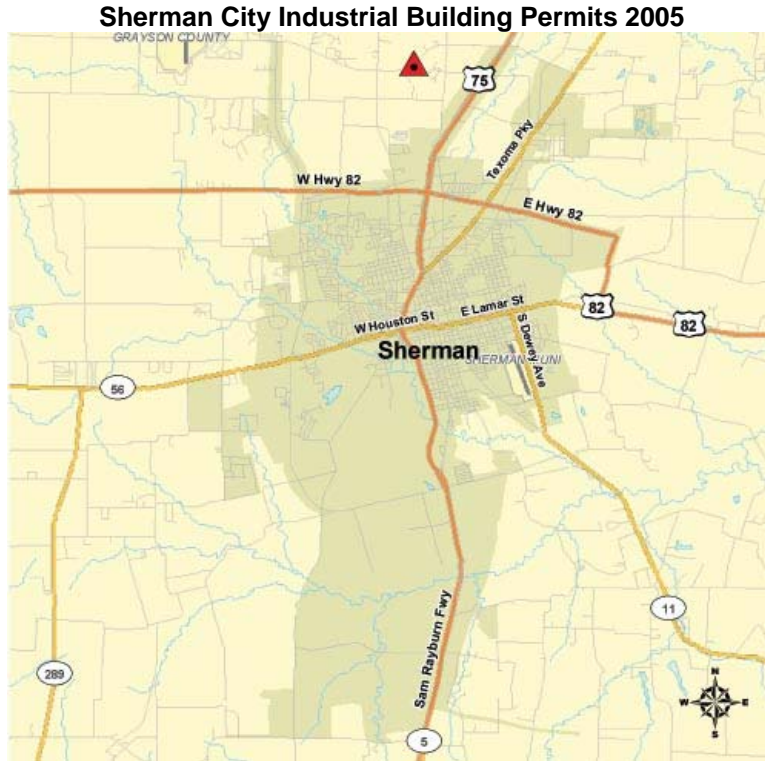 Sherman City Industrial Building Permits 2005
GRAYSON COUNTY
75
Texoma Pky
W Hwy 82
E Hwy 82
W Houston St
E Lamar St
82
82
S Dewey Ave
Sherman
SHERMAN MUNI
56
11
289
Sam Rayburn Fwy
N
W E
S
5